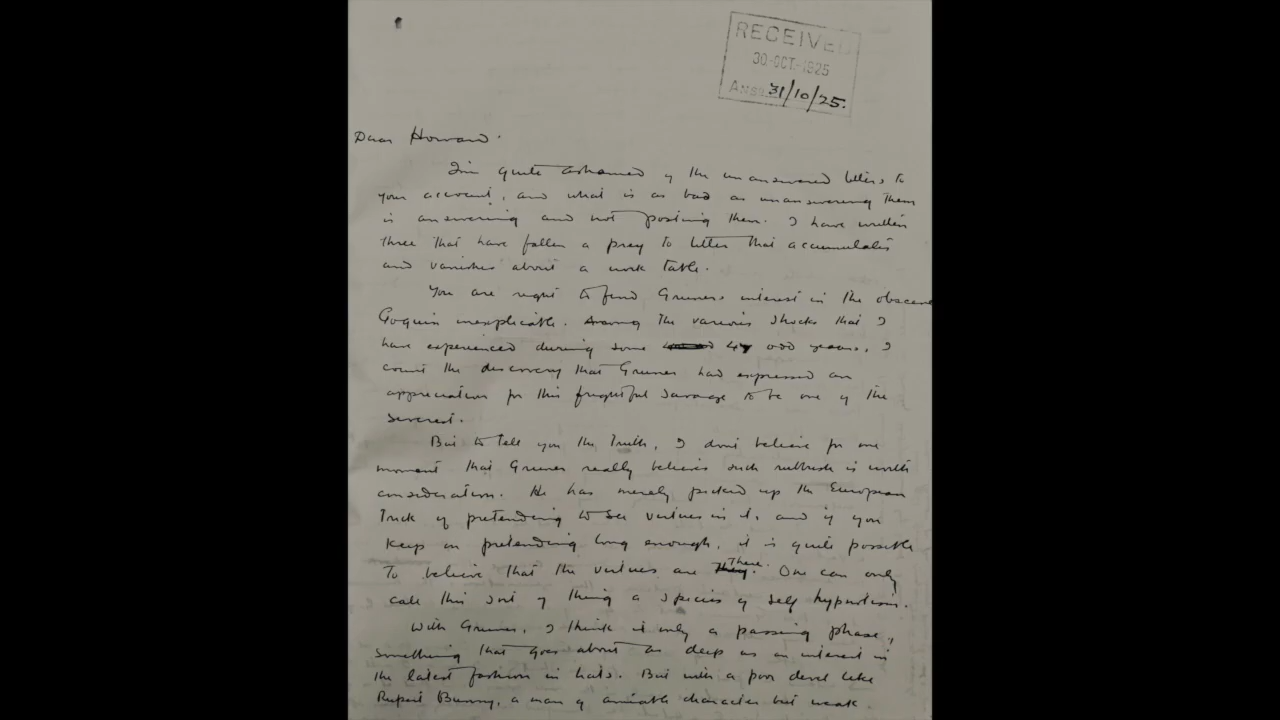 RECEIVED
30 OCT. 1925
ANSD. 31/10/25.
Dear Howard.
I'm quite ashamed of the unanswered letters to
your account, and what is as bad as unanswering them
is answering and not posting them. I have written
three that have fallen a prey to litter that accumulates
and vanishes about a work table.
You are right to find Gruner's interest in the obscene
Goguin inexplicable. Among the various shocks that I
have experienced during some 47 odd years, I
count the discovery that Gruner had expressed an
appreciation for this frightful savage to be one of the
severest.
But to tell you the truth, I dont believe for one
moment that Gruner really believes such rubbish is worth
consideration. He has merely picked up the European
trick of pretending to see virtues in it, and if you
keep on pretending long enough, it is quite possible
To believe that the virtues are there. One can only
call this sort of thing a species of self hypnotism.
With Gruner, I think it only a passing phase,
something that goes about as deep as an interest in
the latest fashion in hats. But with a poor devil like
Rupert Bunny, a man of amiable character but weak